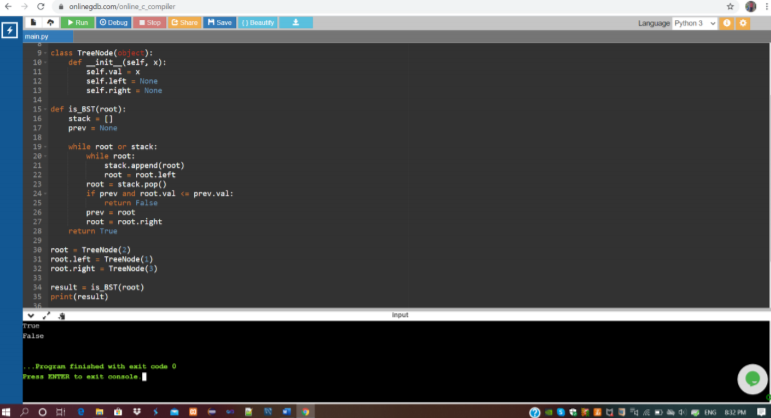 onlinegdb.com/online_c_compiler
Run Debug Stop Share Save { } Beautify Language Python 3
main.py
9 class TreeNode(object):
10 def __init__(self, x):
11 self.val = x
12 self.left = None
13 self.right = None
14
15 def is_BST(root):
16 stack = []
17 prev = None
18
19 while root or stack:
20 while root:
21 stack.append(root)
22 root = root.left
23 root = stack.pop()
24 if prev and root.val <= prev.val:
25 return False
26 prev = root
27 root = root.right
28 return True
29
30 root = TreeNode(2)
31 root.left = TreeNode(1)
32 root.right = TreeNode(3)
33
34 result = is_BST(root)
35 print(result)
36
input
True
False
...Program finished with exit code 0
Press ENTER to exit console.
ENG 8:32 PM